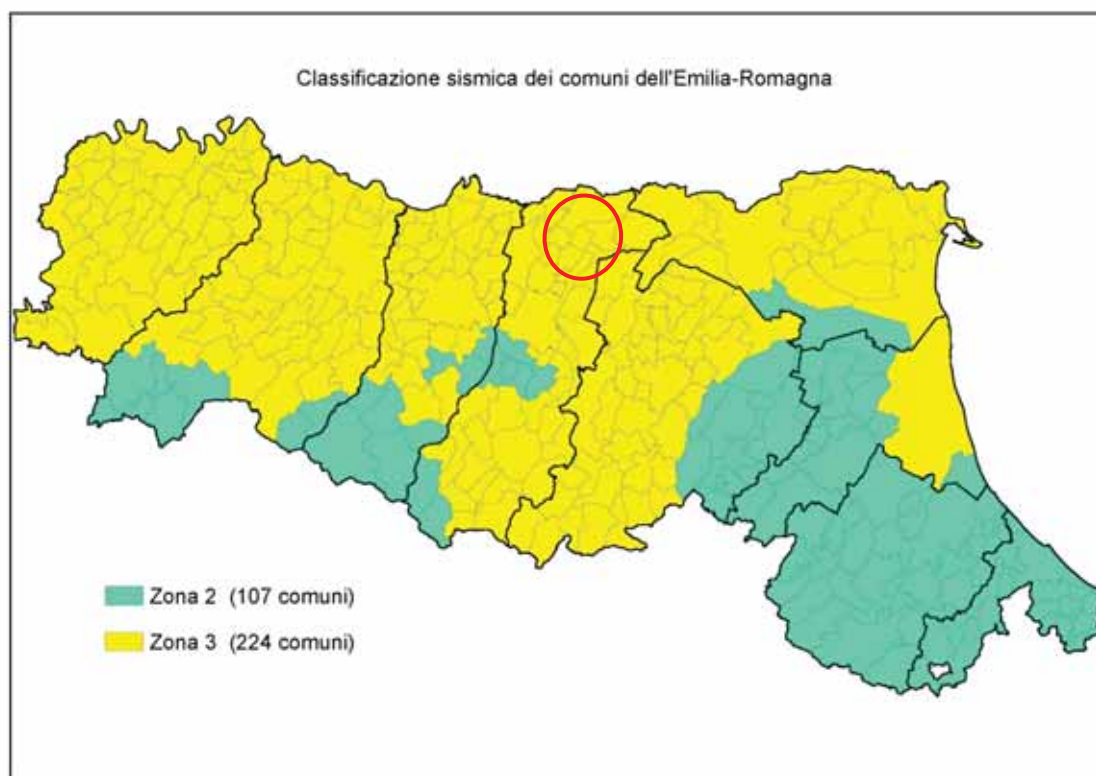 Classificazione sismica dei comuni dell'Emilia-Romagna
Zona 2 (107 comuni)
Zona 3 (224 comuni)